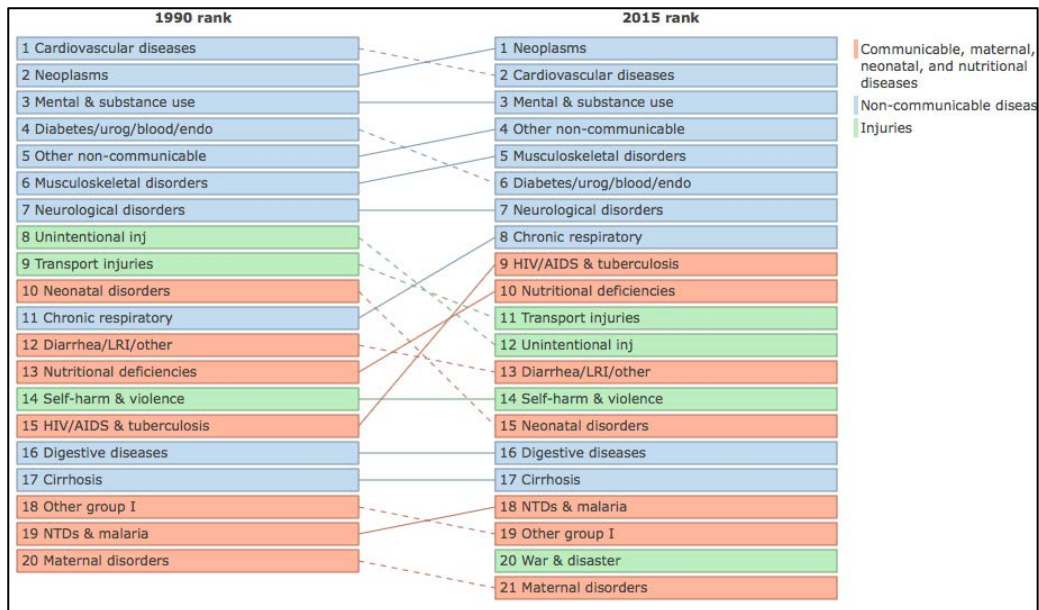 1990 rank
1 Cardiovascular diseases
2 Neoplasms
3 Mental & substance use
4 Diabetes/urog/blood/endo
5 Other non-communicable
6 Musculoskeletal disorders
7 Neurological disorders
8 Unintentional inj
9 Transport injuries
10 Neonatal disorders
11 Chronic respiratory
12 Diarrhea/LRI/other
13 Nutritional deficiencies
14 Self-harm & violence
15 HIV/AIDS & tuberculosis
16 Digestive diseases
17 Cirrhosis
18 Other group I
19 NTDs & malaria
20 Maternal disorders
2015 rank
1 Neoplasms
2 Cardiovascular diseases
3 Mental & substance use
4 Other non-communicable
5 Musculoskeletal disorders
6 Diabetes/urog/blood/endo
7 Neurological disorders
8 Chronic respiratory
9 HIV/AIDS & tuberculosis
10 Nutritional deficiencies
11 Transport injuries
12 Unintentional inj
13 Diarrhea/LRI/other
14 Self-harm & violence
15 Neonatal disorders
16 Digestive diseases
17 Cirrhosis
18 NTDs & malaria
19 Other group I
20 War & disaster
21 Maternal disorders
Communicable, maternal,
neonatal, and nutritional
diseases
Non-communicable diseas
Injuries